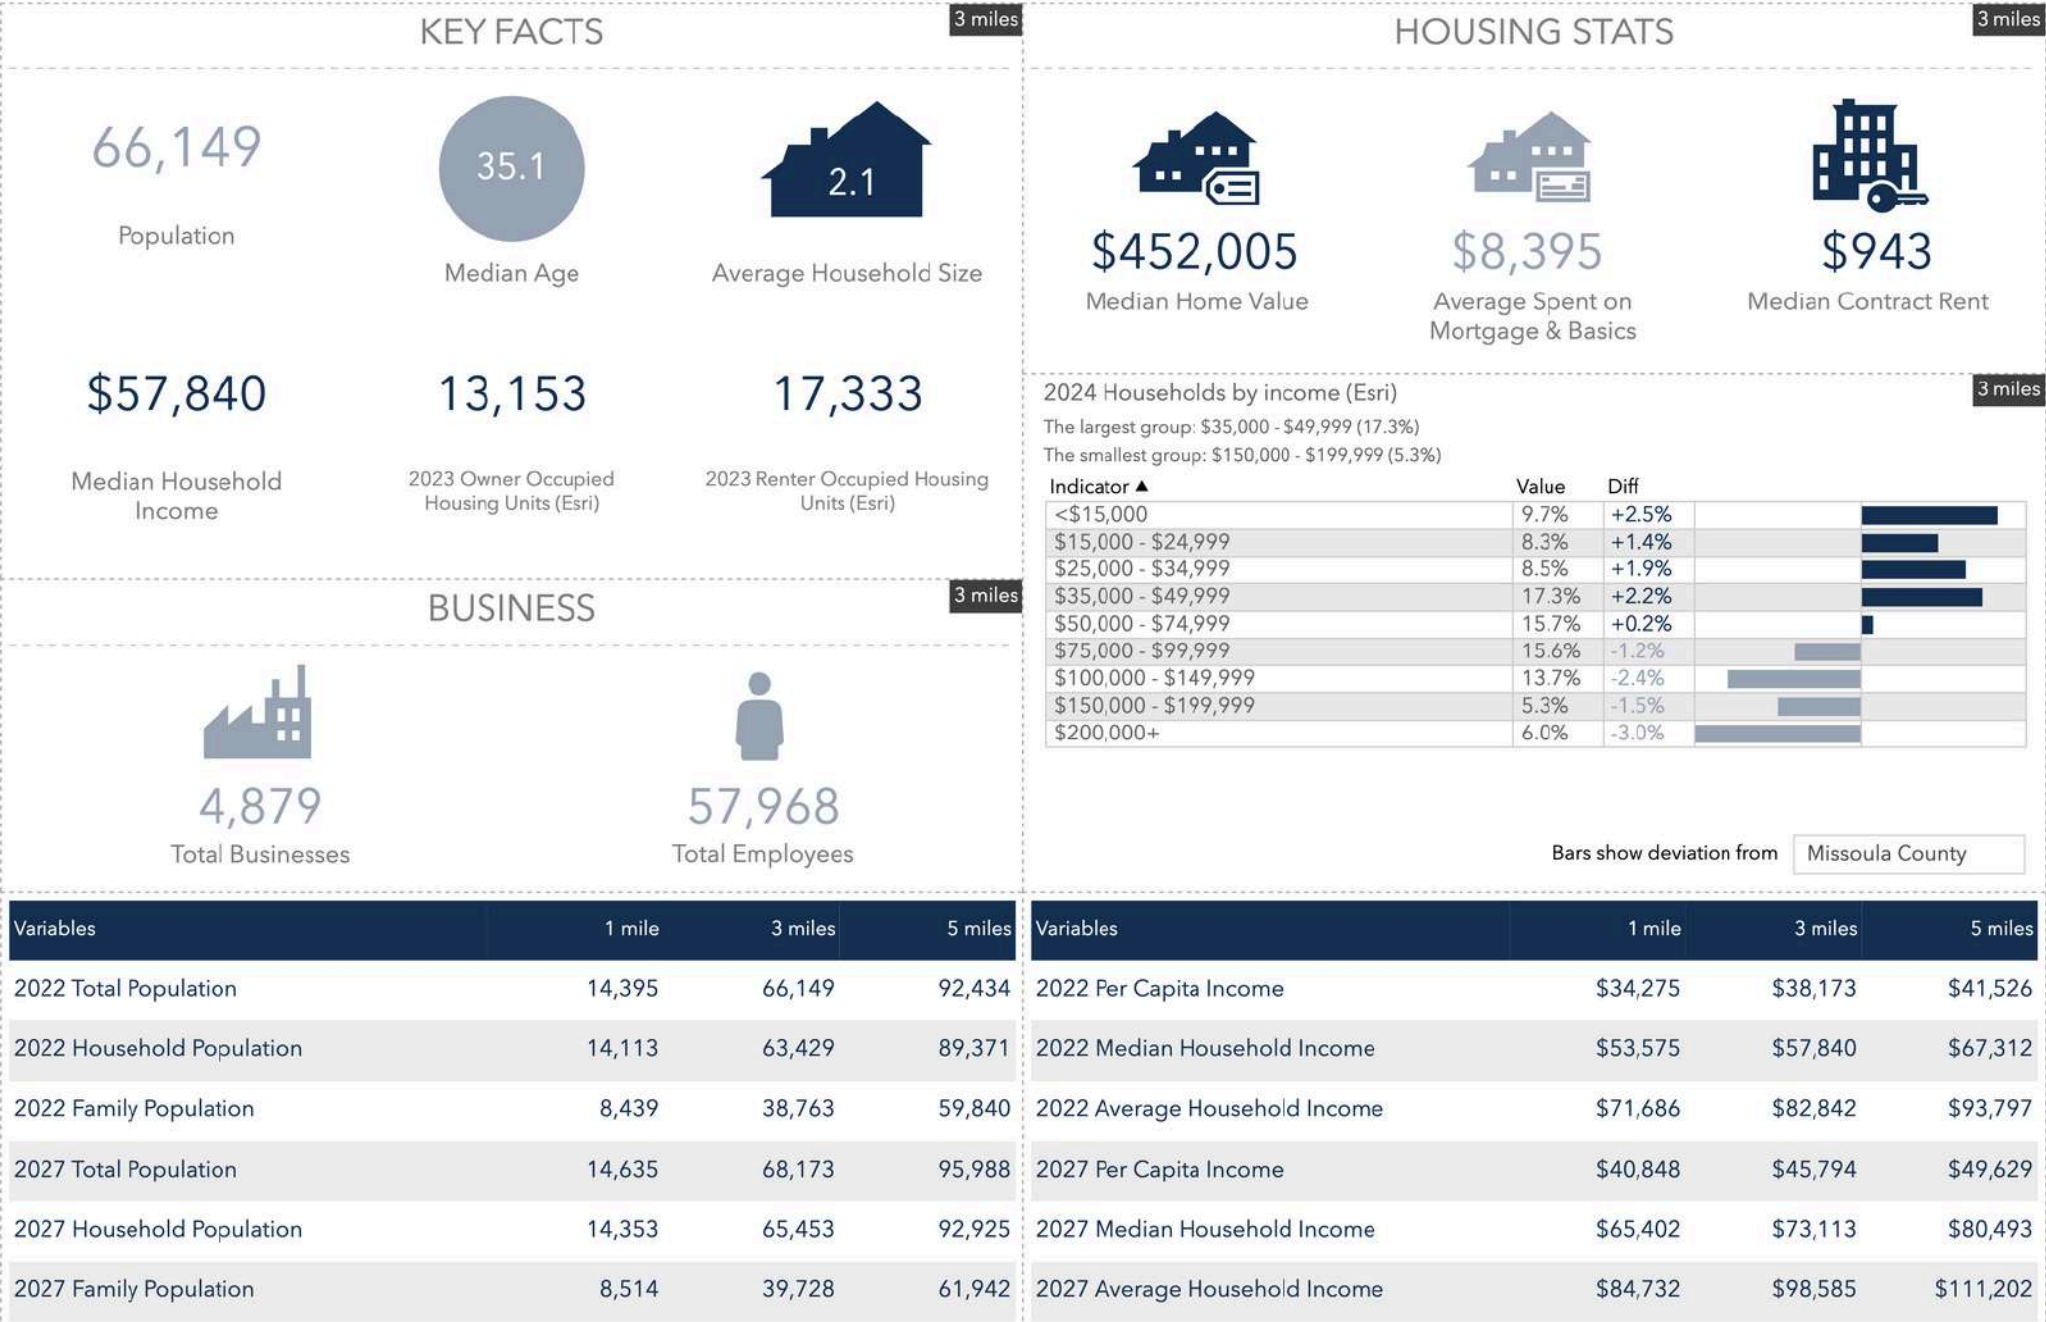 KEY FACTS
3 miles
66,149
Population
35.1
Median Age
2.1
Average Household Size
$57,840
Median Household
Income
13,153
2023 Owner Occupied
Housing Units (Esri)
17,333
2023 Renter Occupied Housing
Units (Esri)
BUSINESS
3 miles
4,879
Total Businesses
57,968
Total Employees
HOUSING STATS
3 miles
$452,005
Median Home Value
$8,395
Average Spent on
Mortgage & Basics
$943
Median Contract Rent
2024 Households by income (Esri)
3 miles
The largest group: $35,000 - $49,999 (17.3%)
The smallest group: $150,000 - $199,999 (5.3%)
Indicator ▲ Value Diff
<$15,000 9.7% +2.5%
$15,000 - $24,999 8.3% +1.4%
$25,000 - $34,999 8.5% +1.9%
$35,000 - $49,999 17.3% +2.2%
$50,000 - $74,999 15.7% +0.2%
$75,000 - $99,999 15.6% -1.2%
$100,000 - $149,999 13.7% -2.4%
$150,000 - $199,999 5.3% -1.5%
$200,000+ 6.0% -3.0%
Bars show deviation from Missoula County
Variables 1 mile 3 miles 5 miles
2022 Total Population 14,395 66,149 92,434
2022 Household Population 14,113 63,429 89,371
2022 Family Population 8,439 38,763 59,840
2027 Total Population 14,635 68,173 95,988
2027 Household Population 14,353 65,453 92,925
2027 Family Population 8,514 39,728 61,942
Variables 1 mile 3 miles 5 miles
2022 Per Capita Income $34,275 $38,173 $41,526
2022 Median Household Income $53,575 $57,840 $67,312
2022 Average Household Income $71,686 $82,842 $93,797
2027 Per Capita Income $40,848 $45,794 $49,629
2027 Median Household Income $65,402 $73,113 $80,493
2027 Average Household Income $84,732 $98,585 $111,202